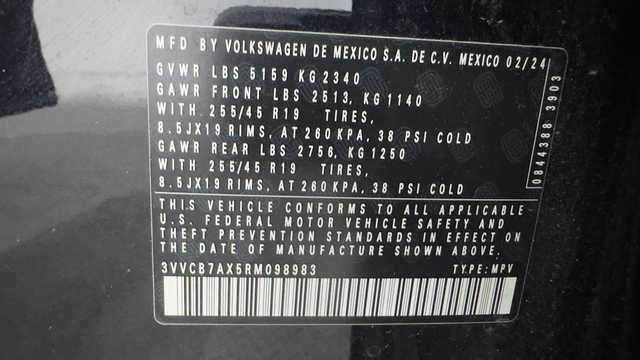 MFD BY VOLKSWAGEN DE MEXICO S.A. DE C.V. MEXICO 02/24
GVWR LBS 5159 KG 2340
GAWR FRONT LBS 2513, KG 1140
WITH 255/45 R19 TIRES,
8.5JX19 RIMS, AT 260 KPA, 38 PSI COLD
GAWR REAR LBS 2756, KG 1250
WITH 255/45 R19 TIRES,
8.5JX19 RIMS, AT 260 KPA, 38 PSI COLD
THIS VEHICLE CONFORMS TO ALL APPLICABLE
U.S. FEDERAL MOTOR VEHICLE SAFETY AND
THEFT PREVENTION STANDARDS IN EFFECT ON THE
DATE OF MANUFACTURE SHOWN ABOVE.
3VVCB7AX5RM098983 TYPE: MPV
0844388 3903